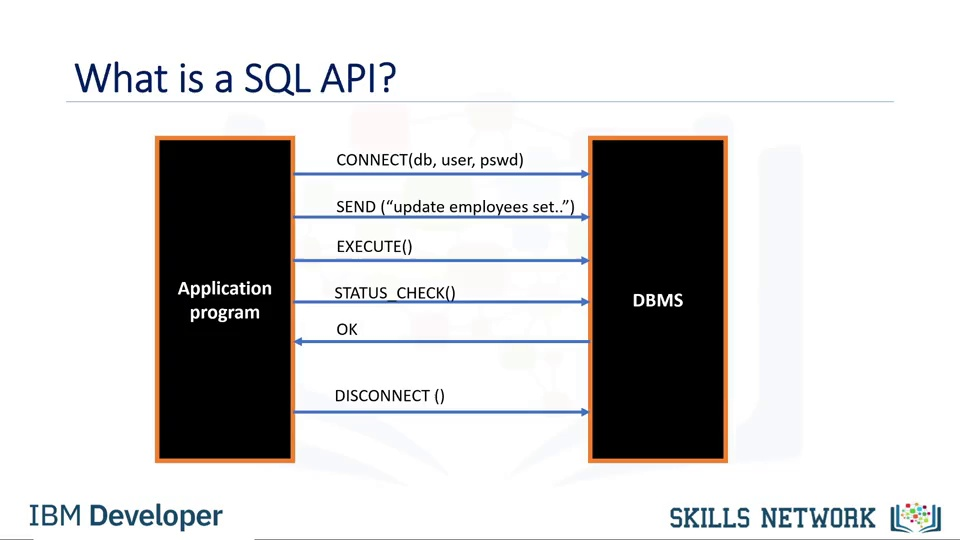 What is a SQL API?
CONNECT(db, user, pswd)
SEND (“update employees set..”)
EXECUTE()
STATUS_CHECK()
OK
DISCONNECT ()
Application
program
DBMS
IBM Developer
SKILLS NETWORK